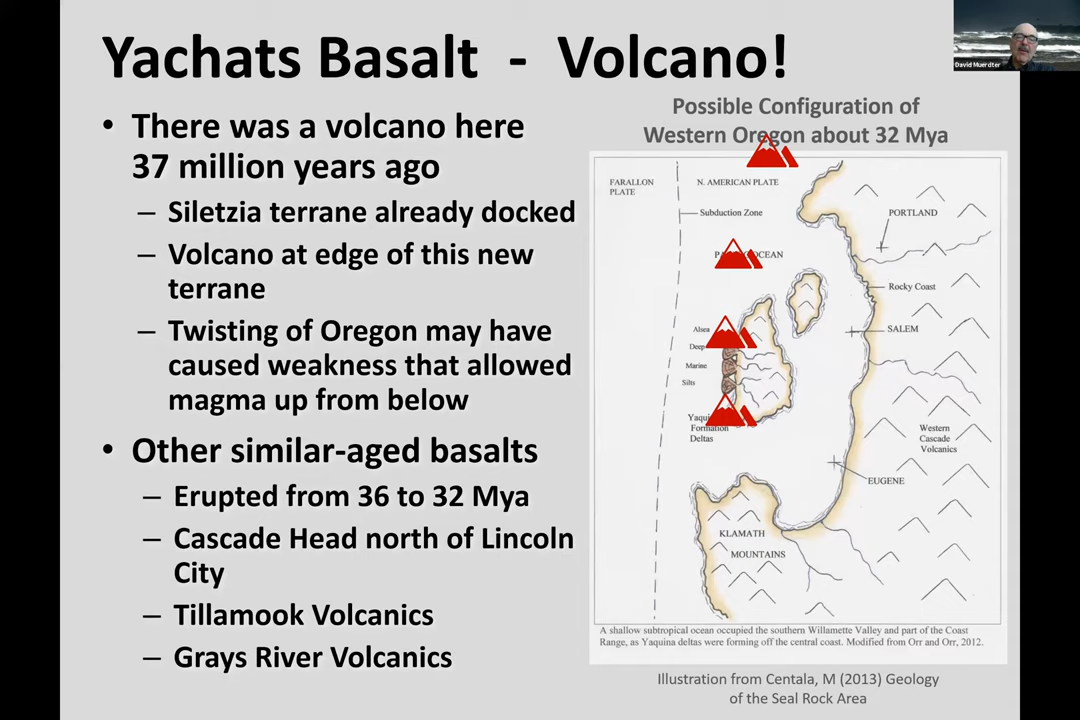 Yachats Basalt - Volcano!
David Muerdter
• There was a volcano here
37 million years ago
– Siletzia terrane already docked
– Volcano at edge of this new
terrane
– Twisting of Oregon may have
caused weakness that allowed
magma up from below
• Other similar-aged basalts
– Erupted from 36 to 32 Mya
– Cascade Head north of Lincoln
City
– Tillamook Volcanics
– Grays River Volcanics
Possible Configuration of
Western Oregon about 32 Mya
FARALLON
PLATE
N. AMERICAN PLATE
Subduction Zone
PORTLAND
OCEAN
Rocky Coast
SALEM
Alsea
Deep
Marine
Silts
Formation
Deltas
Western
Cascade
Volcanics
EUGENE
KLAMATH
MOUNTAINS
A shallow subtropical ocean occupied the southern Willamette Valley and part of the Coast
Range, as Yaquina deltas were forming off the central coast. Modified from Orr and Orr, 2012.
Illustration from Centala, M (2013) Geology
of the Seal Rock Area